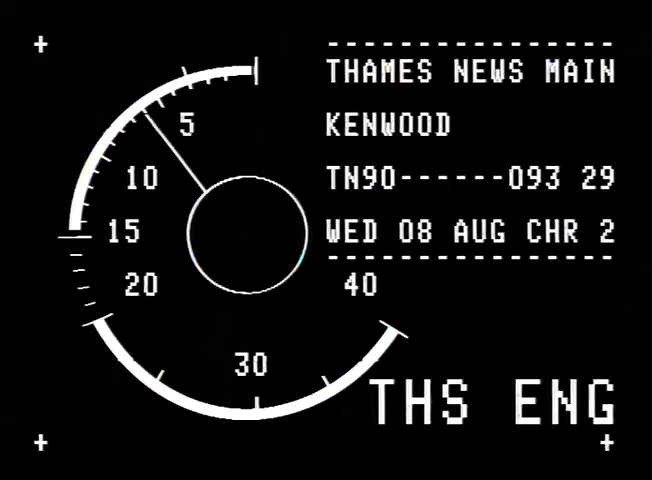 THAMES NEWS MAIN
5
KENWOOD
10
TN90------093 29
15
WED 08 AUG CHR 2
20
40
30
THS ENG